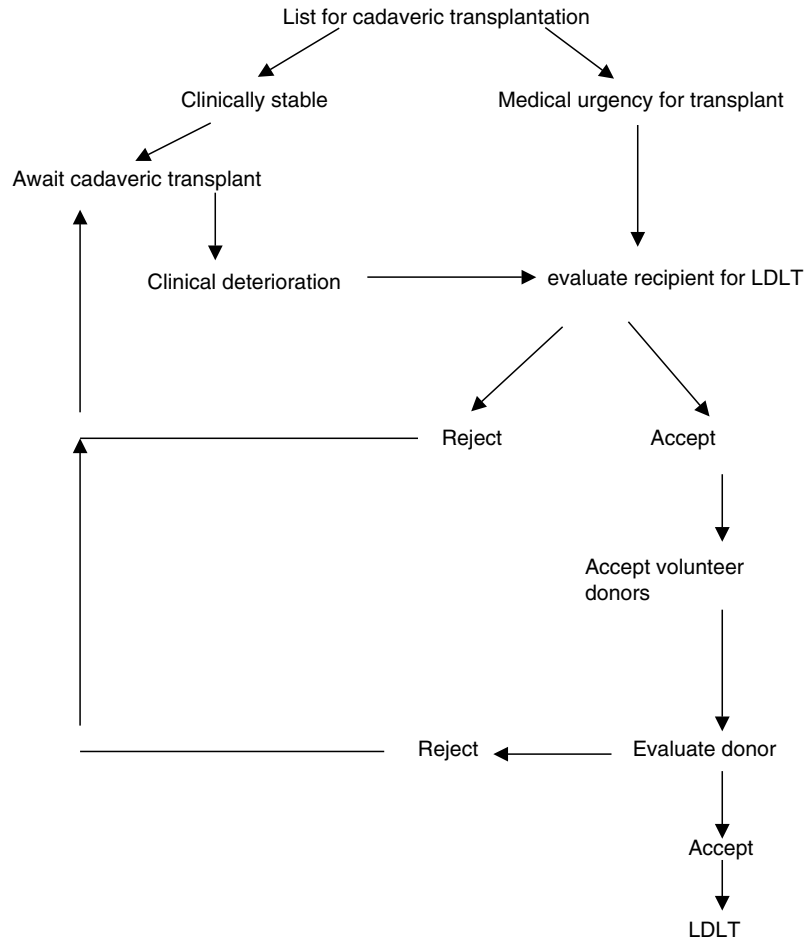 List for cadaveric transplantation
Clinically stable
Medical urgency for transplant
Await cadaveric transplant
Clinical deterioration
evaluate recipient for LDLT
Reject
Accept
Accept volunteer
donors
Reject
Evaluate donor
Accept
LDLT